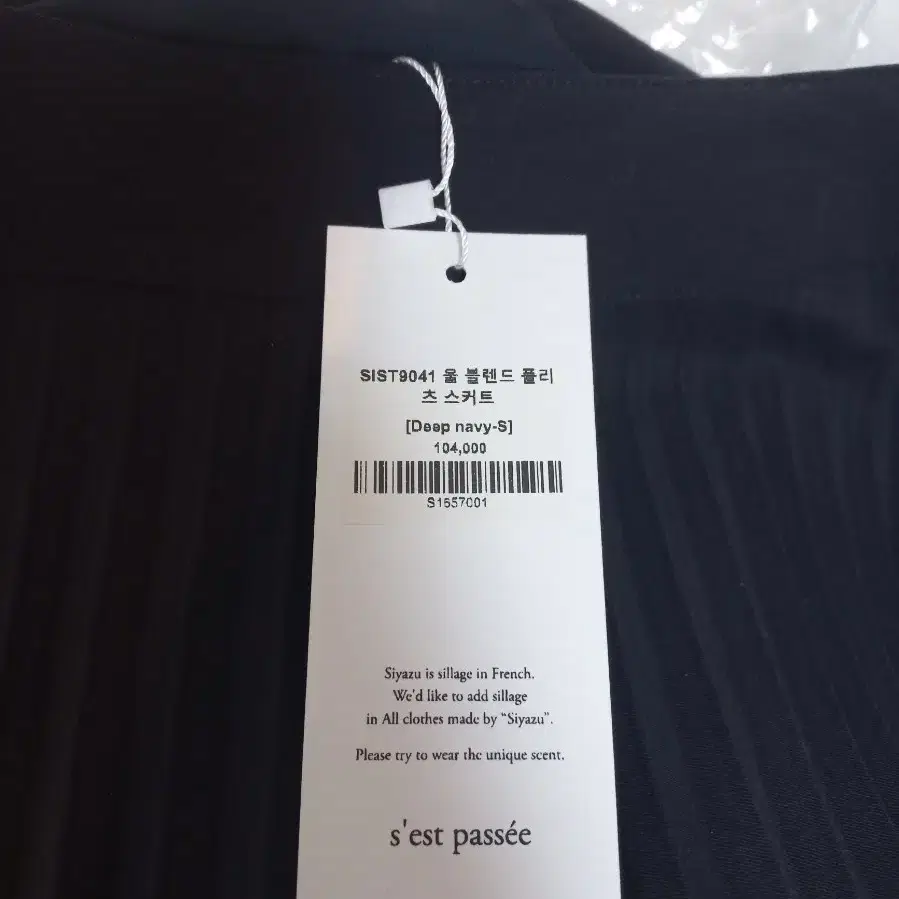 SIST9041 울 블렌드 플리
츠 스커트
[Deep navy-S]
104,000
S1657001
Siyazu is sillage in French.
We'd like to add sillage
in All clothes made by “Siyazu”.
Please try to wear the unique scent.
s'est passée